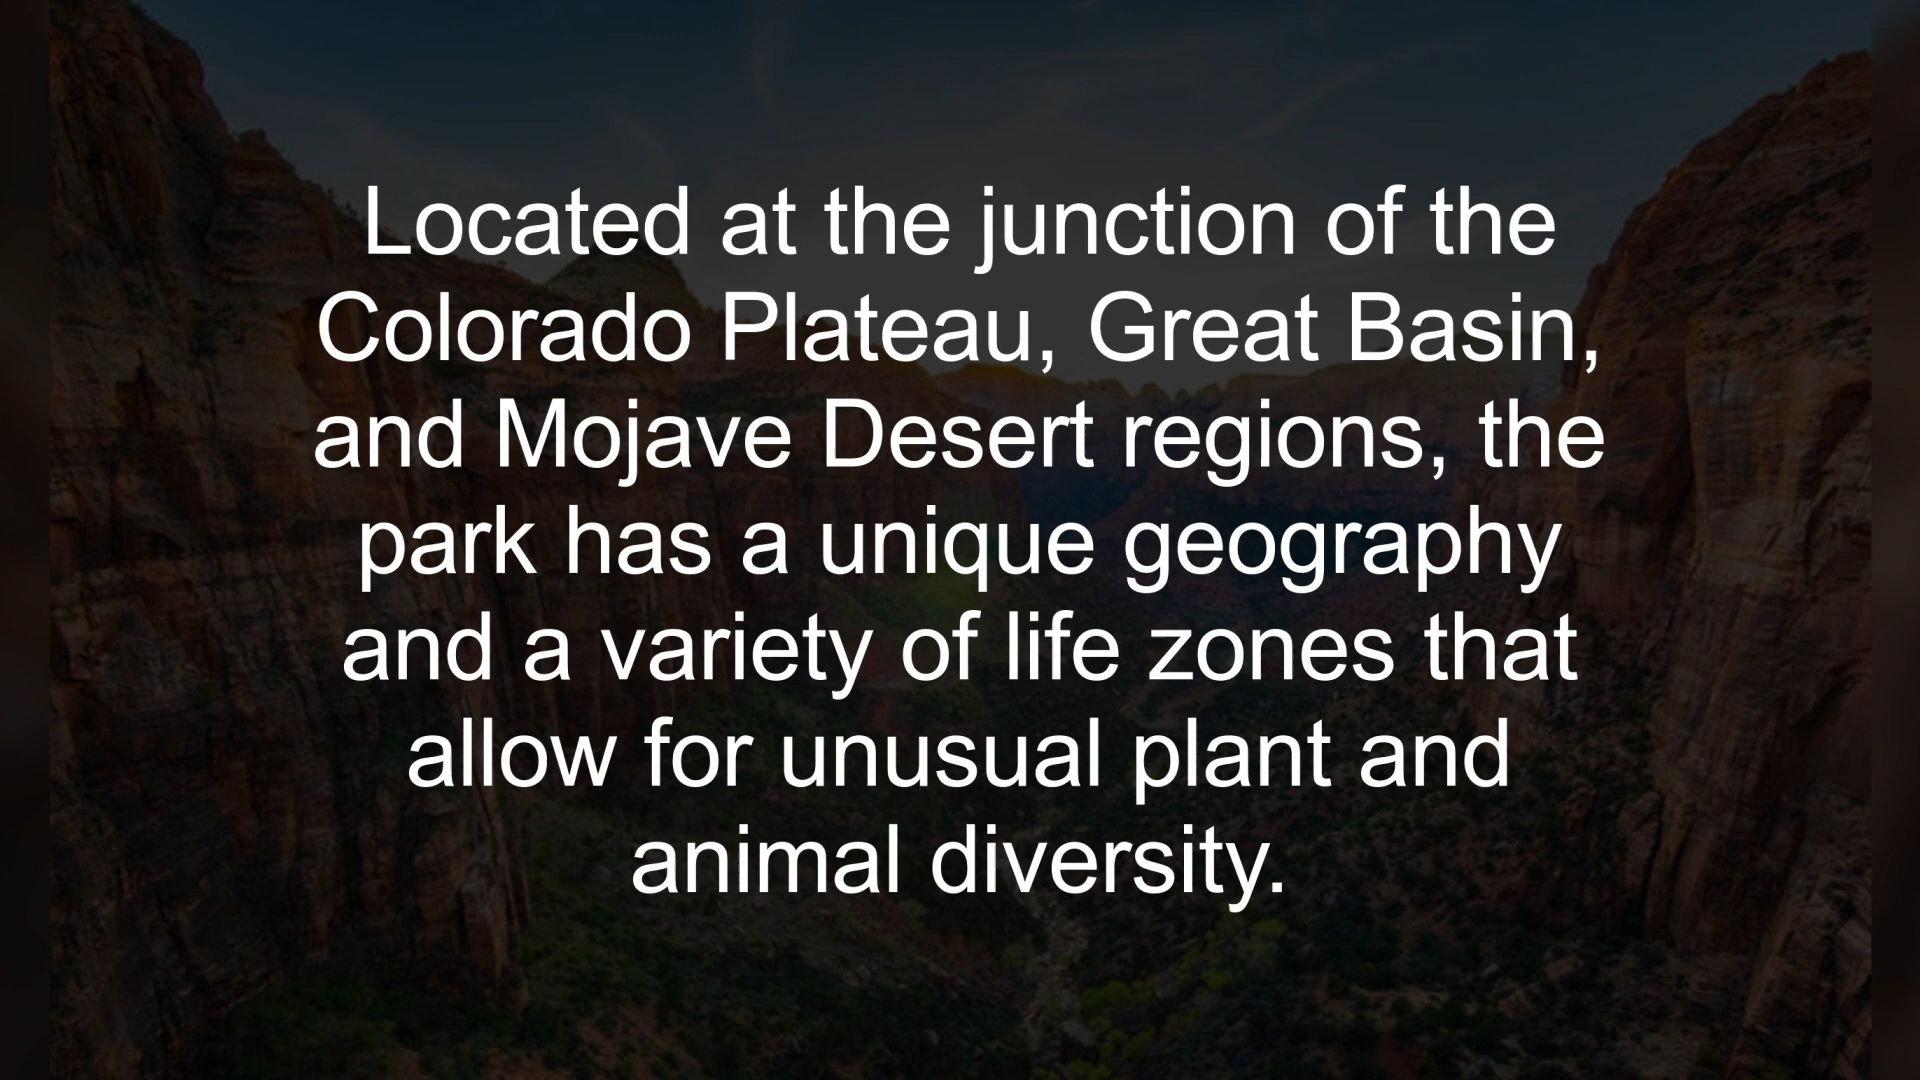 Located at the junction of the
Colorado Plateau, Great Basin,
and Mojave Desert regions, the
park has a unique geography
and a variety of life zones that
allow for unusual plant and
animal diversity.